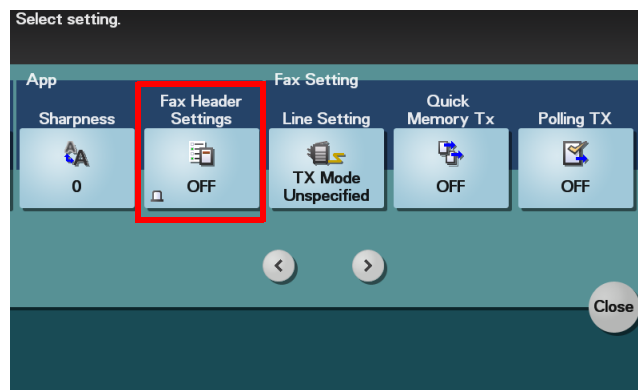 Select setting.
App
Fax Setting
Sharpness
Fax Header
Settings
Line Setting
Quick
Memory Tx
Polling TX
0
OFF
TX Mode
Unspecified
OFF
OFF
Close